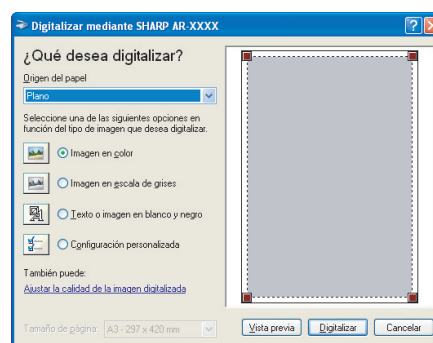 Digitalizar mediante SHARP AR-XXXX
¿Qué desea digitalizar?
Origen del papel
Plano
Seleccione una de las siguientes opciones en
función del tipo de imagen que desea digitalizar.
Imagen en color
Imagen en escala de grises
Texto o imagen en blanco y negro
Configuración personalizada
También puede:
Ajustar la calidad de la imagen digitalizada
Tamaño de página: A3 - 297 x 420 mm
Vista previa Digitalizar Cancelar